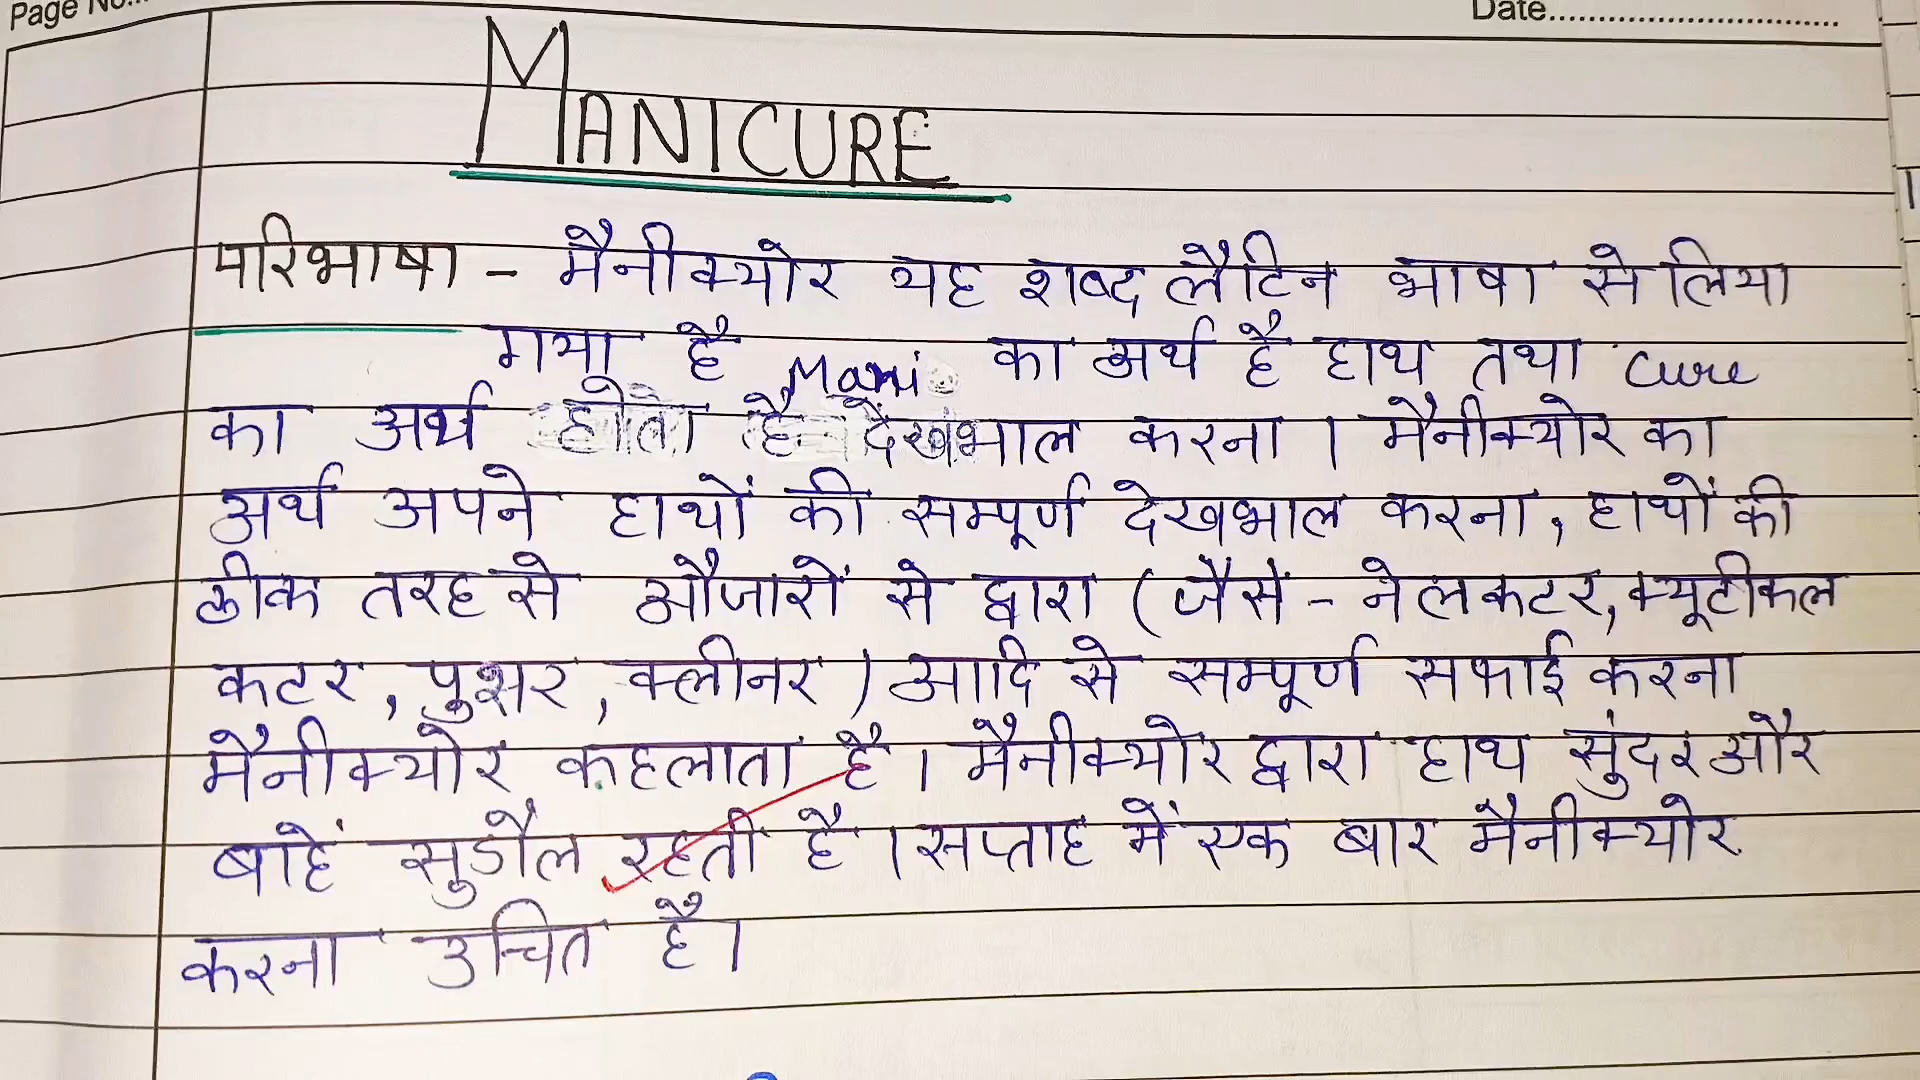 Page No...
Date..............................
MANICURE
परिभाषा - मैनीक्योर यह शब्द लैटिन भाषा से लिया
गया है Mani का अर्थ है हाथ तथा Cure
का अर्थ होता है देखभाल करना । मैनीक्योर का
अर्थ अपने हाथों की सम्पूर्ण देखभाल करना, हाथों की
ठीक तरह से औजारों से द्वारा (जैसे - नेलकटर, क्यूटीकल
कटर, पुशर, क्लीनर ) आदि से सम्पूर्ण सफाई करना
मैनीक्योर कहलाता है । मैनीक्योर द्वारा हाथ सुंदर और
बाहें सुडौल रहती है । सप्ताह में एक बार मैनीक्योर
करना उचित है ।